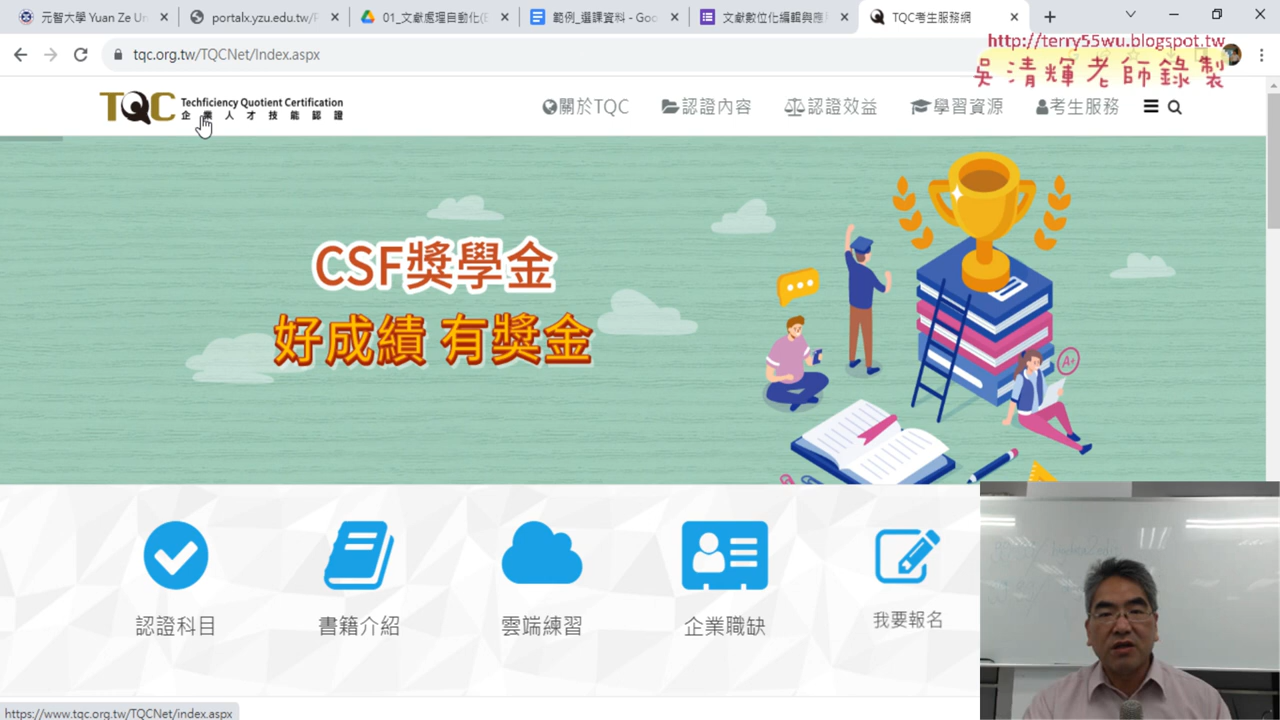 元智大學 Yuan Ze Un
portalx.yzu.edu.tw/P
01_文獻處理自動化(E
範例_選課資料 - Goo
文獻數位化編輯與應用
TQC考生服務網
tqc.org.tw/TQCNet/Index.aspx
http://terry55wu.blogspot.tw
吳清輝老師錄製
TQC Techficiency Quotient Certification
企業人才技能認證
關於TQC
認證內容
認證效益
學習資源
考生服務
CSF獎學金
好成績 有獎金
A+
認證科目
書籍介紹
雲端練習
企業職缺
我要報名
https://www.tqc.org.tw/TQCNet/index.aspx